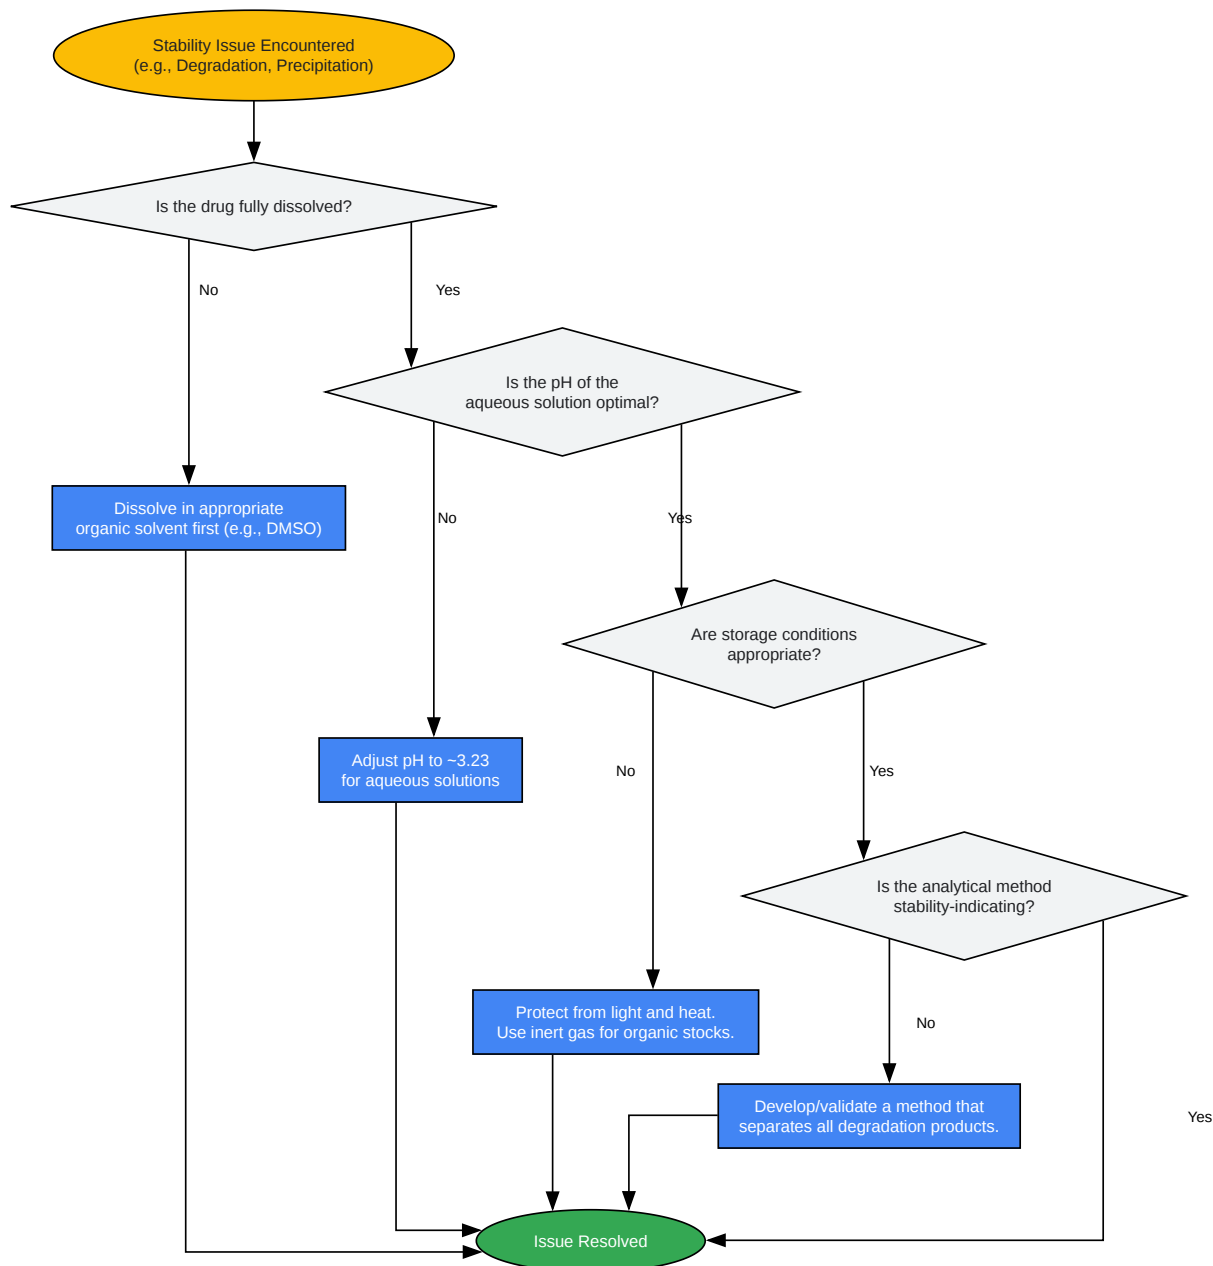 Stability Issue Encountered
(e.g., Degradation, Precipitation)
Is the drug fully dissolved?
No
Yes
Is the pH of the
aqueous solution optimal?
Dissolve in appropriate
organic solvent first (e.g., DMSO)
No
Yes
Are storage conditions
appropriate?
Adjust pH to ~3.23
for aqueous solutions
No
Yes
Is the analytical method
stability-indicating?
Protect from light and heat.
Use inert gas for organic stocks.
No
Develop/validate a method that
separates all degradation products.
Yes
Issue Resolved